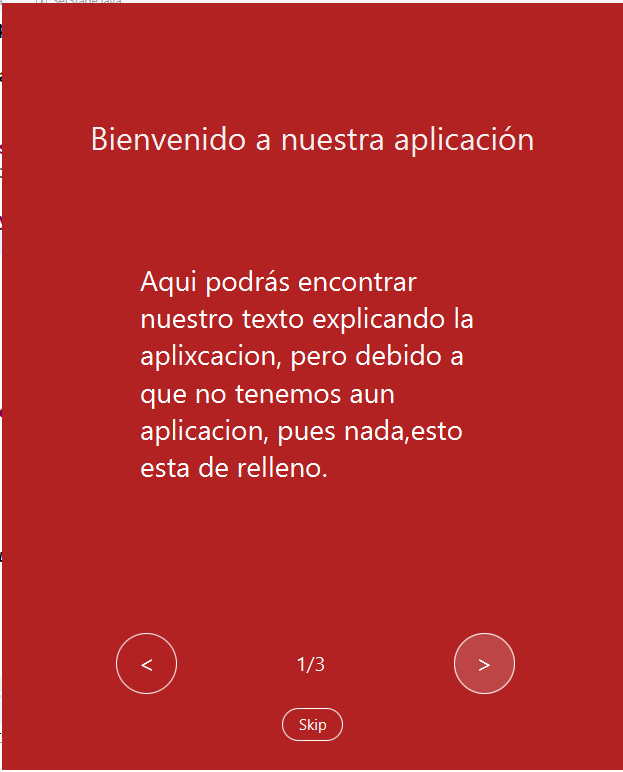 Bienvenido a nuestra aplicación
Aqui podrás encontrar
nuestro texto explicando la
aplixcacion, pero debido a
que no tenemos aun
aplicacion, pues nada,esto
esta de relleno.
< 1/3 >
Skip